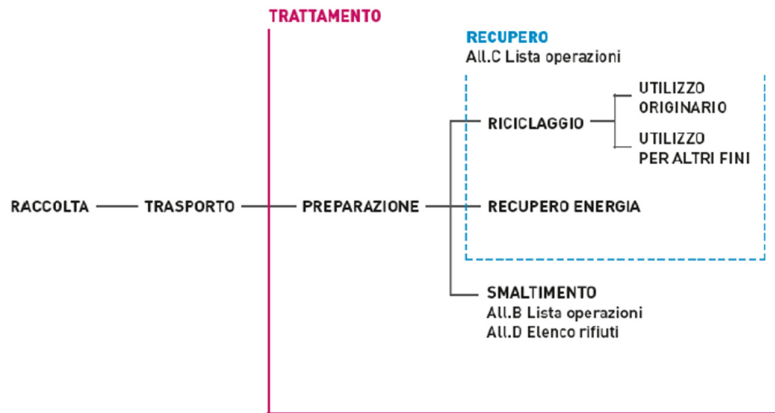 TRATTAMENTO
RECUPERO
All.C Lista operazioni
UTILIZZO
ORIGINARIO
RICICLAGGIO
UTILIZZO
PER ALTRI FINI
RACCOLTA
TRASPORTO
PREPARAZIONE
RECUPERO ENERGIA
SMALTIMENTO
All.B Lista operazioni
All.D Elenco rifiuti